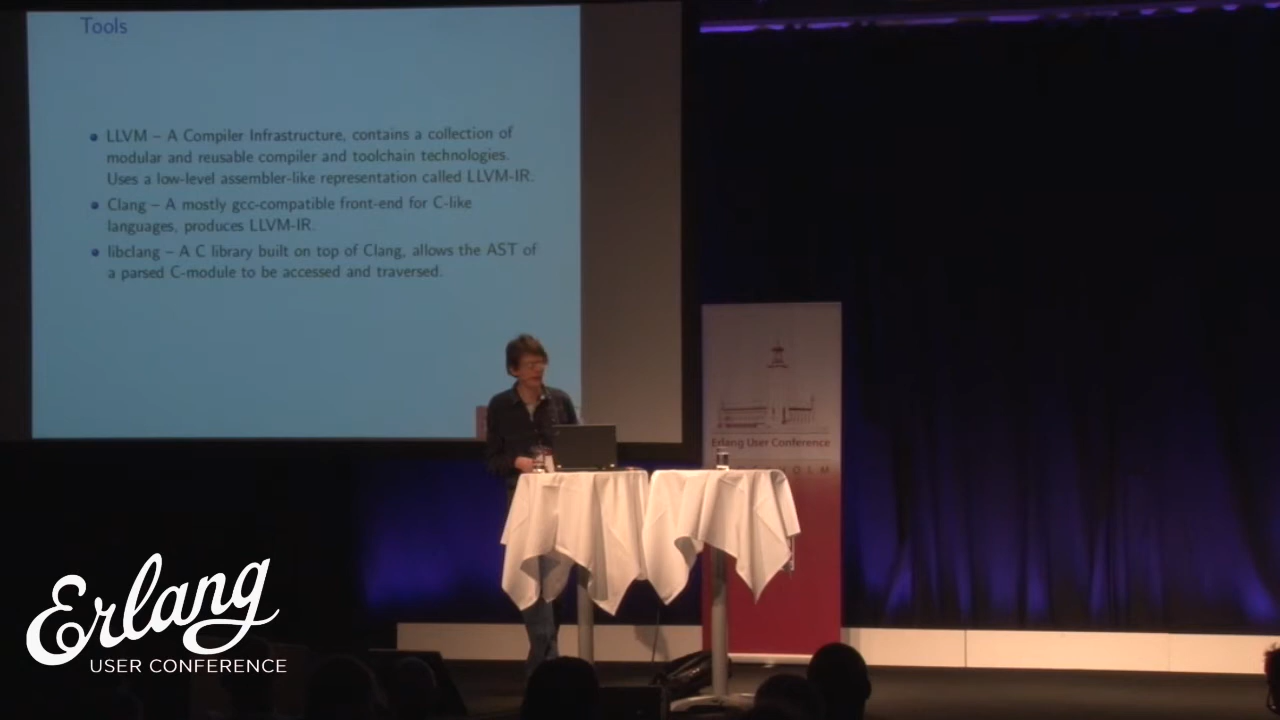 Tools
LLVM – A Compiler Infrastructure, contains a collection of
modular and reusable compiler and toolchain technologies.
Uses a low-level assembler-like representation called LLVM-IR.
Clang – A mostly gcc-compatible front-end for C-like
languages, produces LLVM-IR.
libclang – A C library built on top of Clang, allows the AST of
a parsed C-module to be accessed and traversed.
Erlang User Conference
OLM
Erlang
USER CONFERENCE